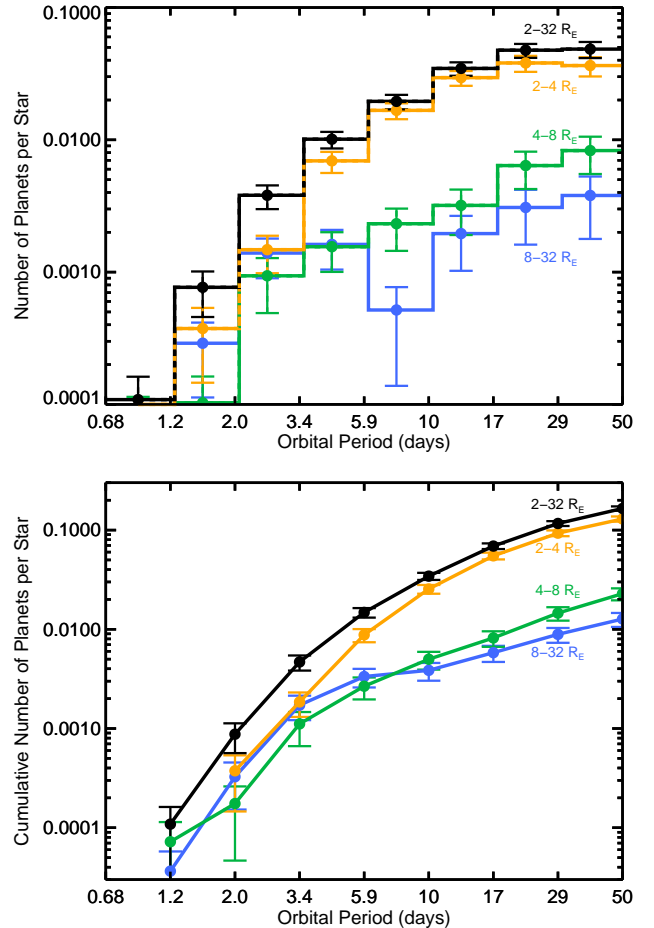 0.1000
0.0100
0.0010
0.0001
Number of Planets per Star
2–32 R_E
2–4 R_E
4–8 R_E
8–32 R_E
0.68 1.2 2.0 3.4 5.9 10 17 29 50
Orbital Period (days)
0.1000
0.0100
0.0010
0.0001
Cumulative Number of Planets per Star
2–32 R_E
2–4 R_E
4–8 R_E
8–32 R_E
0.68 1.2 2.0 3.4 5.9 10 17 29 50
Orbital Period (days)